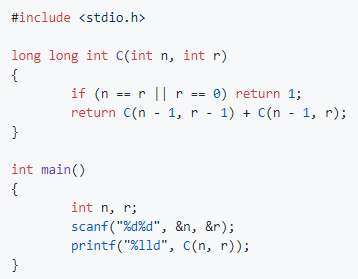 #include <stdio.h>
long long int C(int n, int r)
{
        if (n == r || r == 0) return 1;
        return C(n - 1, r - 1) + C(n - 1, r);
}
int main()
{
        int n, r;
        scanf("%d%d", &n, &r);
        printf("%lld", C(n, r));
}